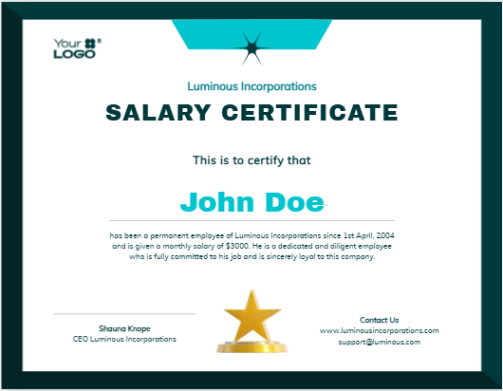 Your
LOGO
Luminous Incorporations
SALARY CERTIFICATE
This is to certify that
John Doe
has been a permanent employee of Luminous Incorporations since 1st April, 2004
and is given a monthly salary of $3000. He is a dedicated and diligent employee
who is fully committed to his job and is sincerely loyal to this company.
Shauna Knope
CEO Luminous Incorporations
Contact Us
www.luminousincorporations.com
support@luminous.com